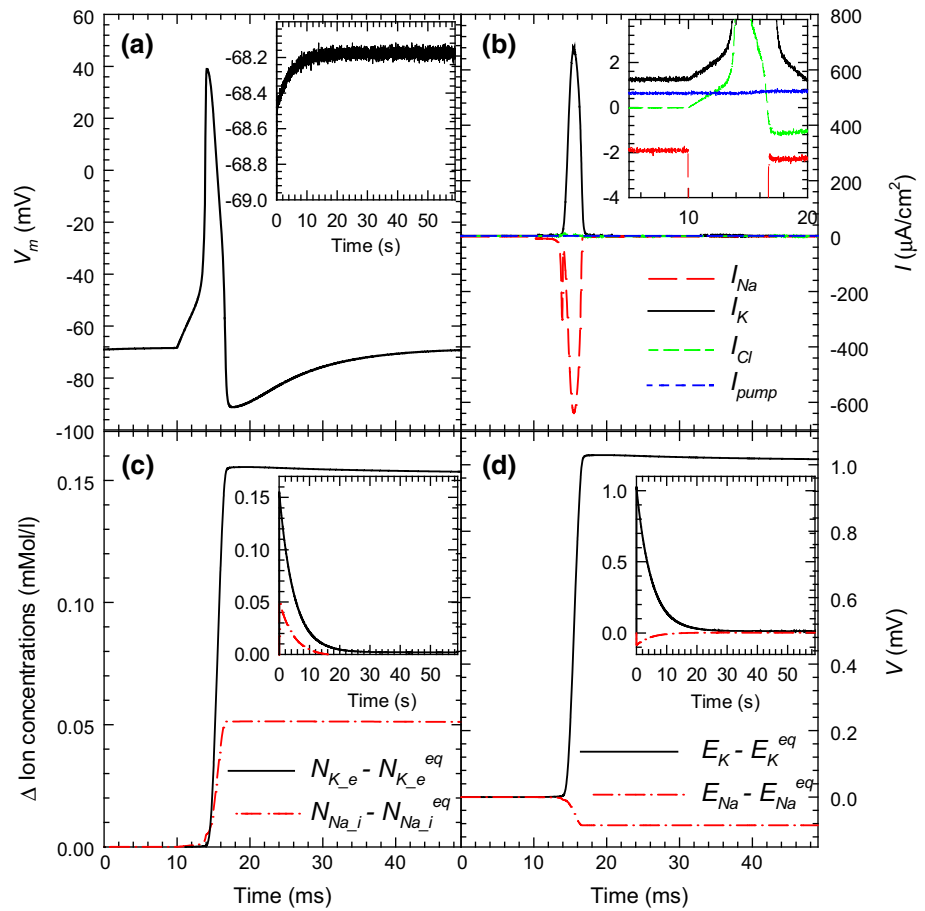 (a)
60
40
20
0
-20
-40
-60
-80
-100
V_m (mV)
-68.2
-68.4
-68.6
-68.8
-69.0
0 10 20 30 40 50
Time (s)
(b)
800
600
400
200
0
-200
-400
-600
I (µA/cm²)
2
0
-2
-4
10 20
I_Na
I_K
I_Cl
I_pump
(c)
0.15
0.10
0.05
0.00
Δ Ion concentrations (mMol/l)
0.15
0.10
0.05
0.00
0 10 20 30 40 50
Time (s)
N_K_e - N_K_e^eq
N_Na_i - N_Na_i^eq
0 10 20 30 40
Time (ms)
(d)
1.0
0.8
0.6
0.4
0.2
0.0
V (mV)
1.0
0.5
0.0
0 10 20 30 40 50
Time (s)
E_K - E_K^eq
E_Na - E_Na^eq
0 10 20 30 40
Time (ms)